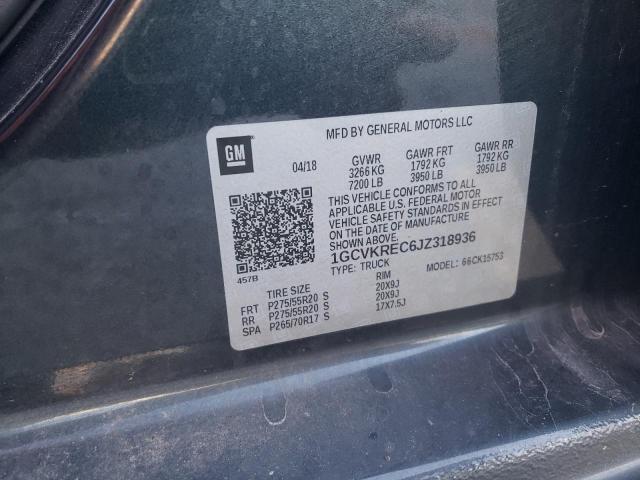 MFD BY GENERAL MOTORS LLC
GM
04/18 GVWR GAWR FRT GAWR RR
3266 KG 1792 KG 1792 KG
7200 LB 3950 LB 3950 LB
THIS VEHICLE CONFORMS TO ALL
APPLICABLE U.S. FEDERAL MOTOR
VEHICLE SAFETY STANDARDS IN EFFECT
ON THE DATE OF MANUFACTURE
SHOWN ABOVE.
1GCVKREC6JZ318936
457B
TYPE: TRUCK MODEL: 66CK15753
TIRE SIZE RIM
FRT P275/55R20 S 20X9J
RR P275/55R20 S 20X9J
SPA P265/70R17 S 17X7.5J